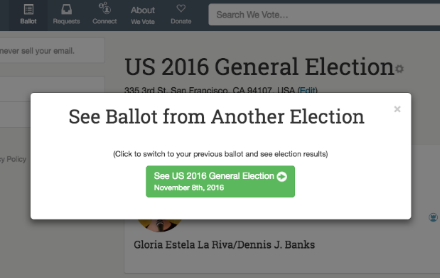 Ballot
Requests
Connect
About
We Vote
Donate
Search We Vote...
never sell your email.
US 2016 General Election
335 3rd St, San Francisco, CA 94107, USA (Edit)
See Ballot from Another Election
×
(Click to switch to your previous ballot and see election results)
See US 2016 General Election
November 8th, 2016
cy Policy
Gloria Estela La Riva/Dennis J. Banks